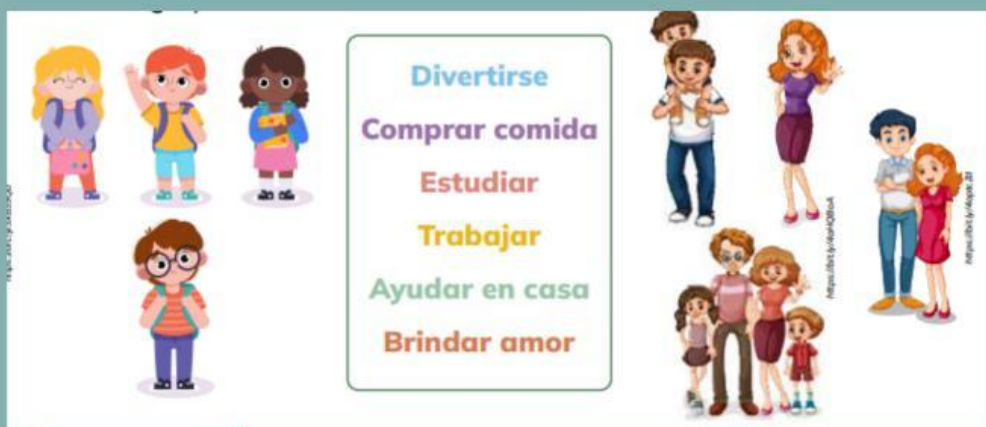 Divertirse
Comprar comida
Estudiar
Trabajar
Ayudar en casa
Brindar amor